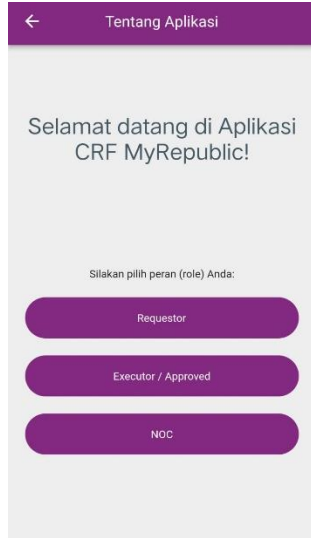 Tentang Aplikasi
Selamat datang di Aplikasi
CRF MyRepublic!
Silakan pilih peran (role) Anda:
Requestor
Executor / Approved
NOC